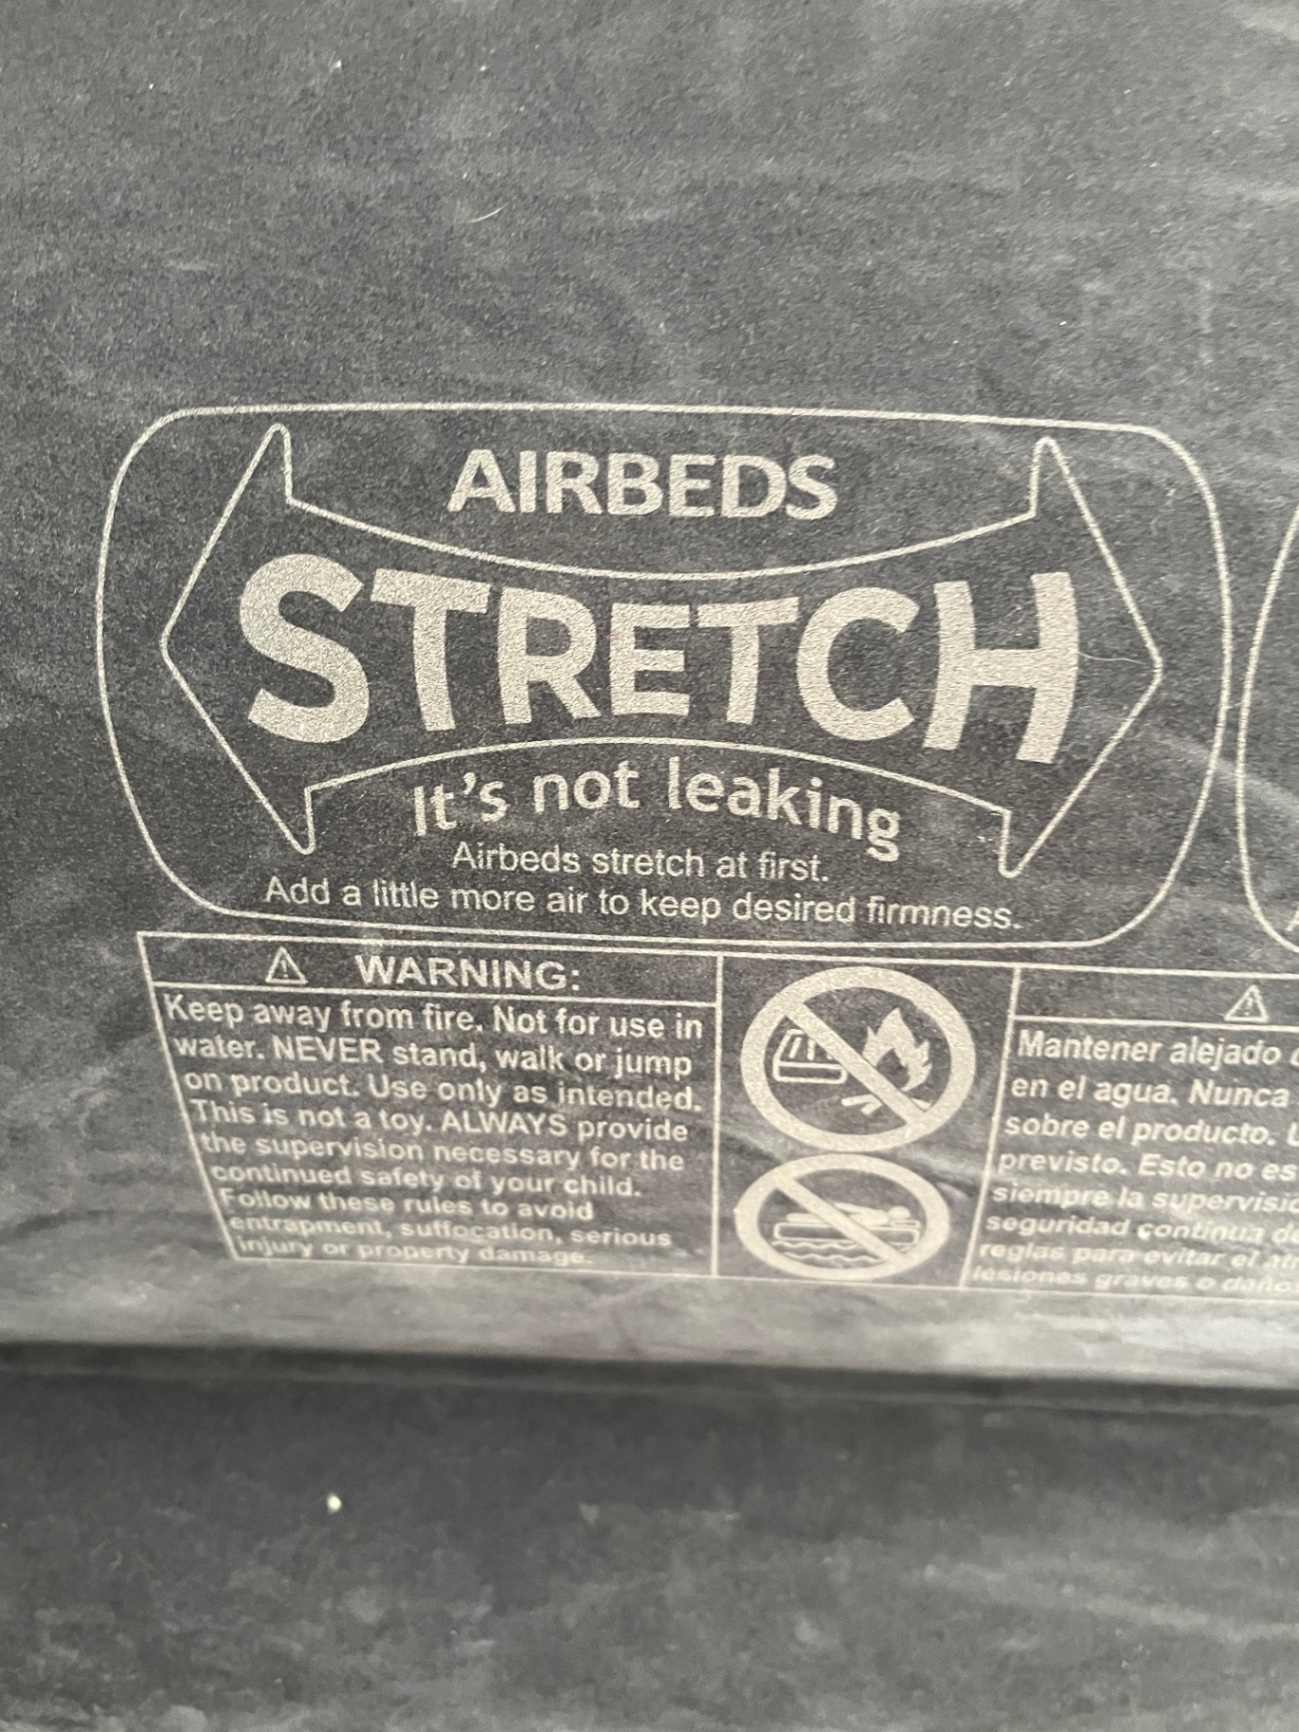 AIRBEDS
STRETCH
It's not leaking
Airbeds stretch at first.
Add a little more air to keep desired firmness.
WARNING:
Keep away from fire. Not for use in
water. NEVER stand, walk or jump
on product. Use only as intended.
This is not a toy. ALWAYS provide
the supervision necessary for the
continued safety of your child.
Follow these rules to avoid
entrapment, suffocation, serious
injury or property damage.
Mantener alejado
en el agua. Nunca
sobre el producto.
previsto. Esto no es
siempre la
seguridad continua
reglas para evitar el
lesiones graves o